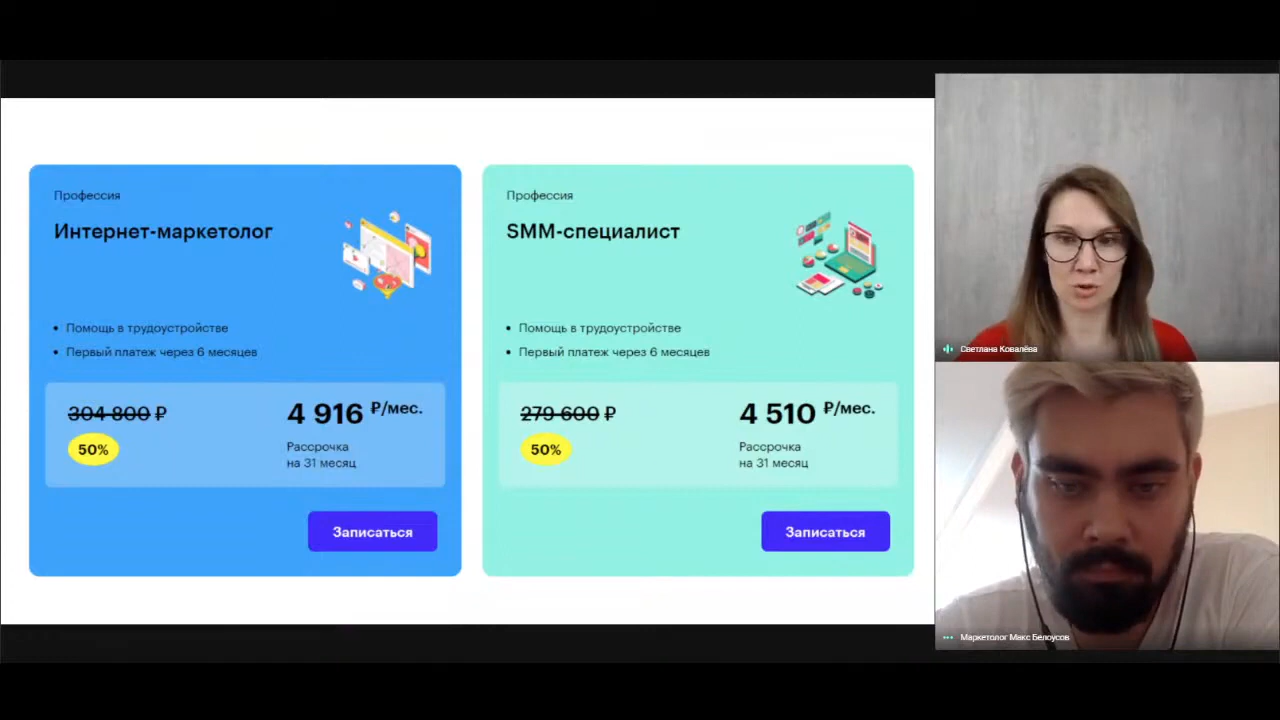 Профессия
Интернет-маркетолог
• Помощь в трудоустройстве
• Первый платеж через 6 месяцев
304 800 ₽
4 916 ₽/мес.
50%
Рассрочка
на 31 месяц
Записаться
Профессия
SMM-специалист
• Помощь в трудоустройстве
• Первый платеж через 6 месяцев
279 600 ₽
4 510 ₽/мес.
50%
Рассрочка
на 31 месяц
Записаться
Светлана Ковалёва
Маркетолог Макс Белоусов